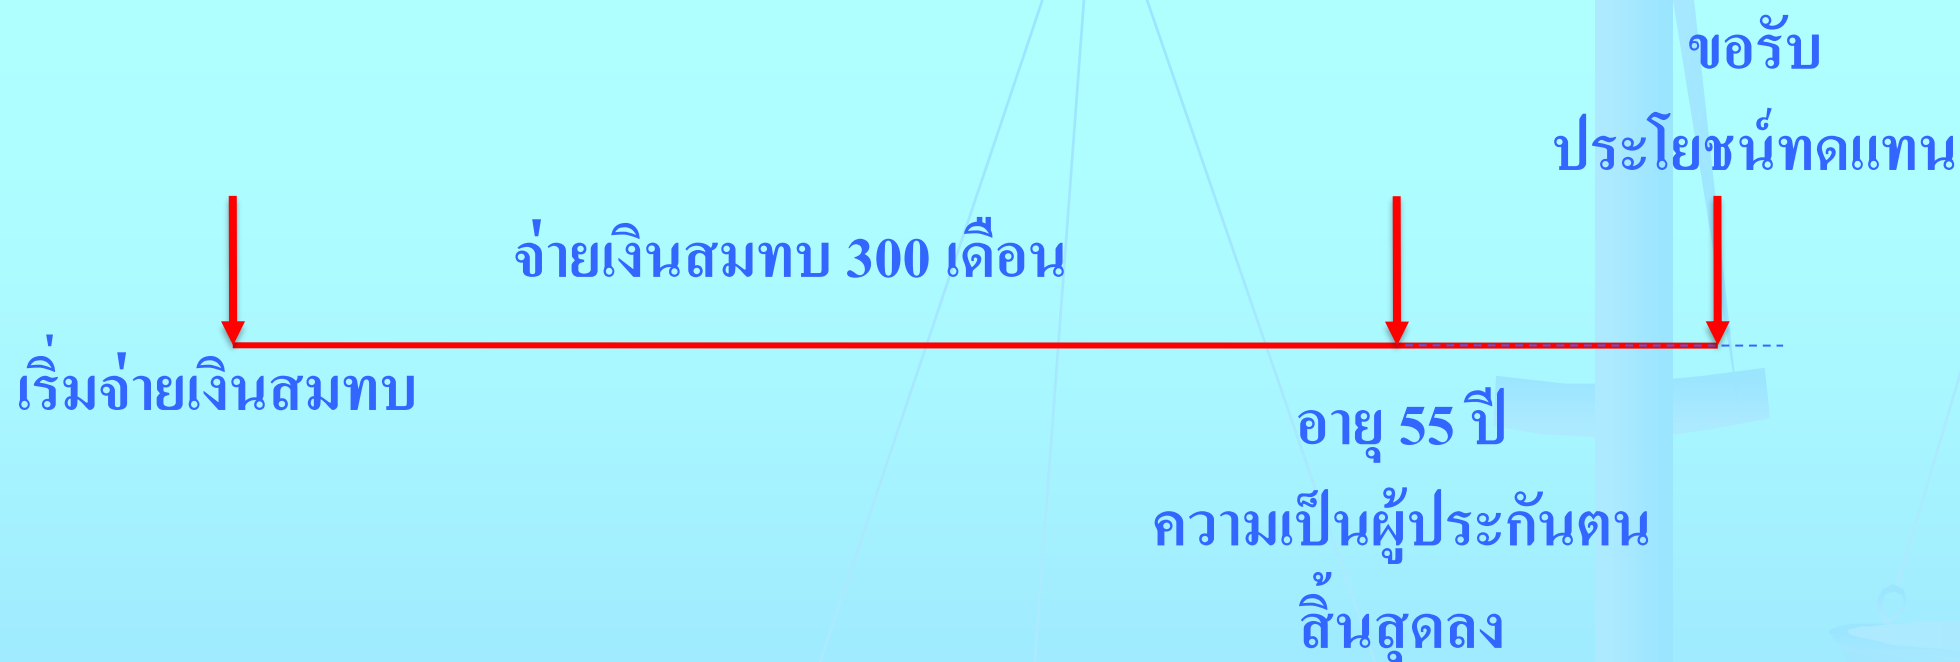 ขอรับ
ประโยชน์ทดแทน
จ่ายเงินสมทบ 300 เดือน
เริ่มจ่ายเงินสมทบ
อายุ 55 ปี
ความเป็นผู้ประกันตน
สิ้นสุดลง